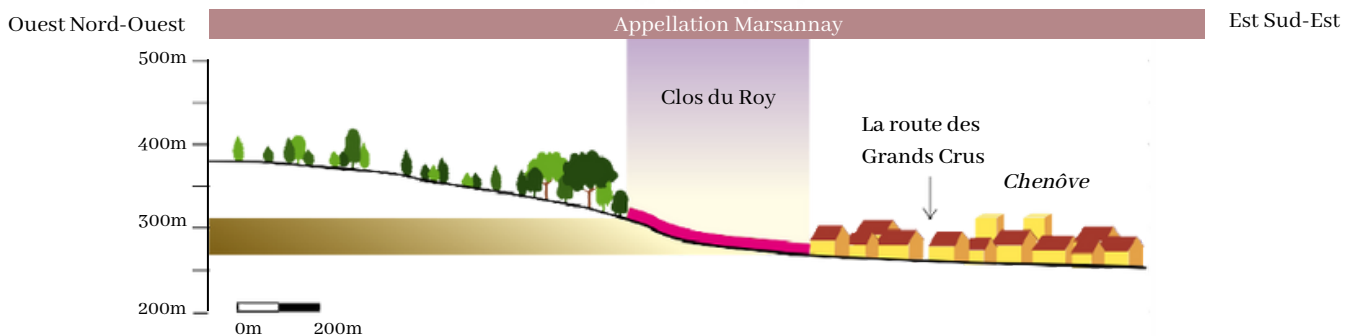 Ouest Nord-Ouest
Appellation Marsannay
Est Sud-Est
500m
Clos du Roy
400m
La route des
Grands Crus
Chenôve
300m
200m
0m
200m